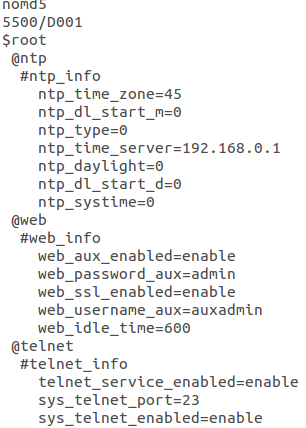 nomd5
5500/D001
$root
@ntp
#ntp_info
ntp_time_zone=45
ntp_dl_start_m=0
ntp_type=0
ntp_time_server=192.168.0.1
ntp_daylight=0
ntp_dl_start_d=0
ntp_systime=0
@web
#web_info
web_aux_enabled=enable
web_password_aux=admin
web_ssl_enabled=enable
web_username_aux=auxadmin
web_idle_time=600
@telnet
#telnet_info
telnet_service_enabled=enable
sys_telnet_port=23
sys_telnet_enabled=enable